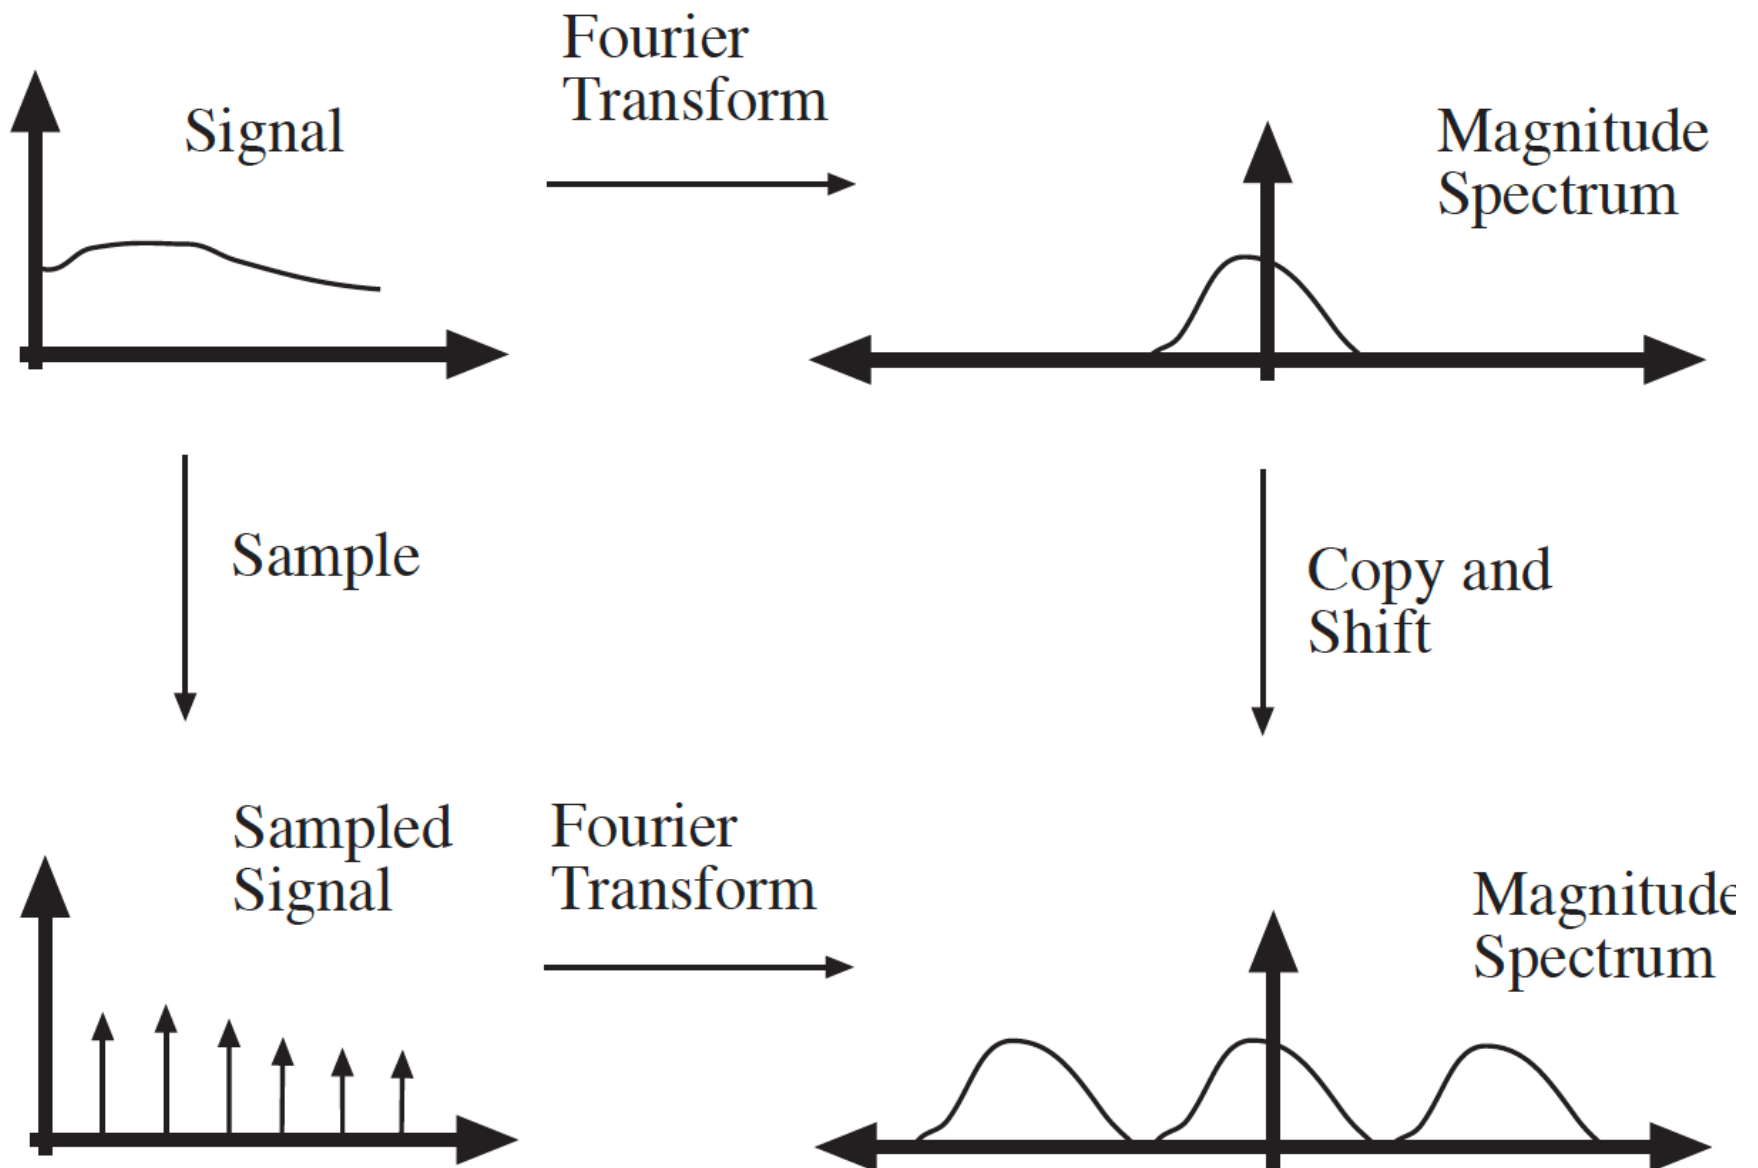 Fourier
Transform
Signal
Magnitude
Spectrum
Sample
Copy and
Shift
Sampled
Signal
Fourier
Transform
Magnitude
Spectrum